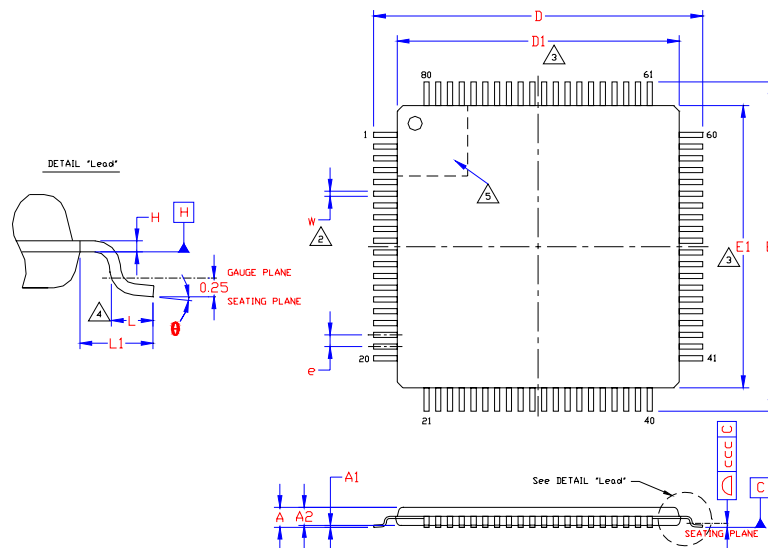 D
D1
3
80
61
1
60
DETAIL "Lead"
5
w
2
H
H
E1
3
GAUGE PLANE
0.25
SEATING PLANE
4
L
θ
L1
20
41
e
21
40
See DETAIL "Lead"
A1
C
A
A2
SEATING PLANE